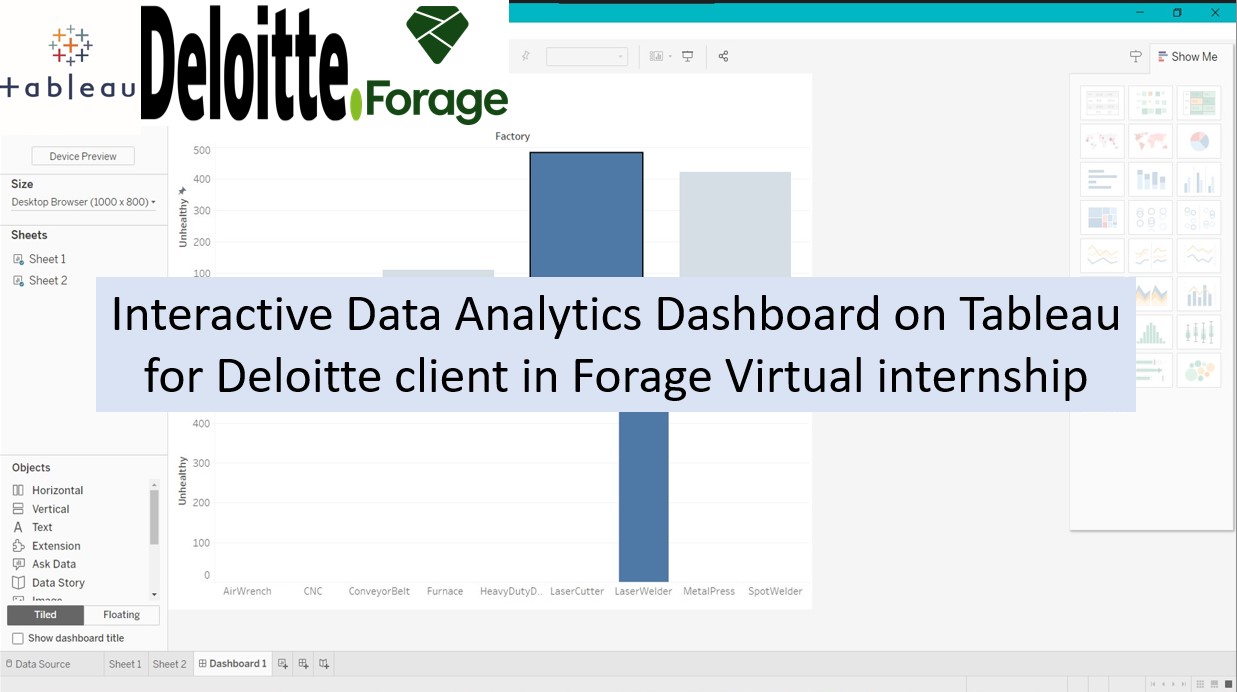 tableau
Deloitte.
Forage
Show Me
Device Preview
Size
Desktop Browser (1000 x 800)
Sheets
Sheet 1
Sheet 2
Factory
500
400
300
200
100
Unhealthy
Interactive Data Analytics Dashboard on Tableau
for Deloitte client in Forage Virtual internship
400
300
200
100
0
Unhealthy
AirWrench CNC ConveyorBelt Furnace HeavyDutyD.. LaserCutter LaserWelder MetalPress SpotWelder
Objects
Horizontal
Vertical
A Text
Extension
Ask Data
Data Story
Tiled Floating
Show dashboard title
Data Source Sheet 1 Sheet 2 Dashboard 1